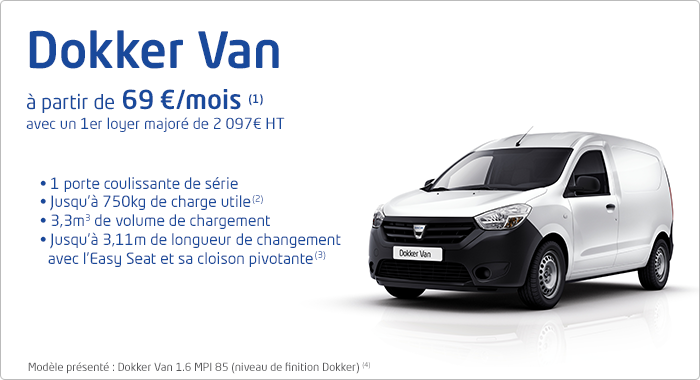 Dokker Van
à partir de 69 €/mois (1)
avec un 1er loyer majoré de 2 097€ HT
• 1 porte coulissante de série
• Jusqu'à 750kg de charge utile(2)
• 3,3m³ de volume de chargement
• Jusqu'à 3,11m de longueur de changement
avec l'Easy Seat et sa cloison pivotante(3)
Dokker Van
Modèle présenté : Dokker Van 1.6 MPI 85 (niveau de finition Dokker) (4)